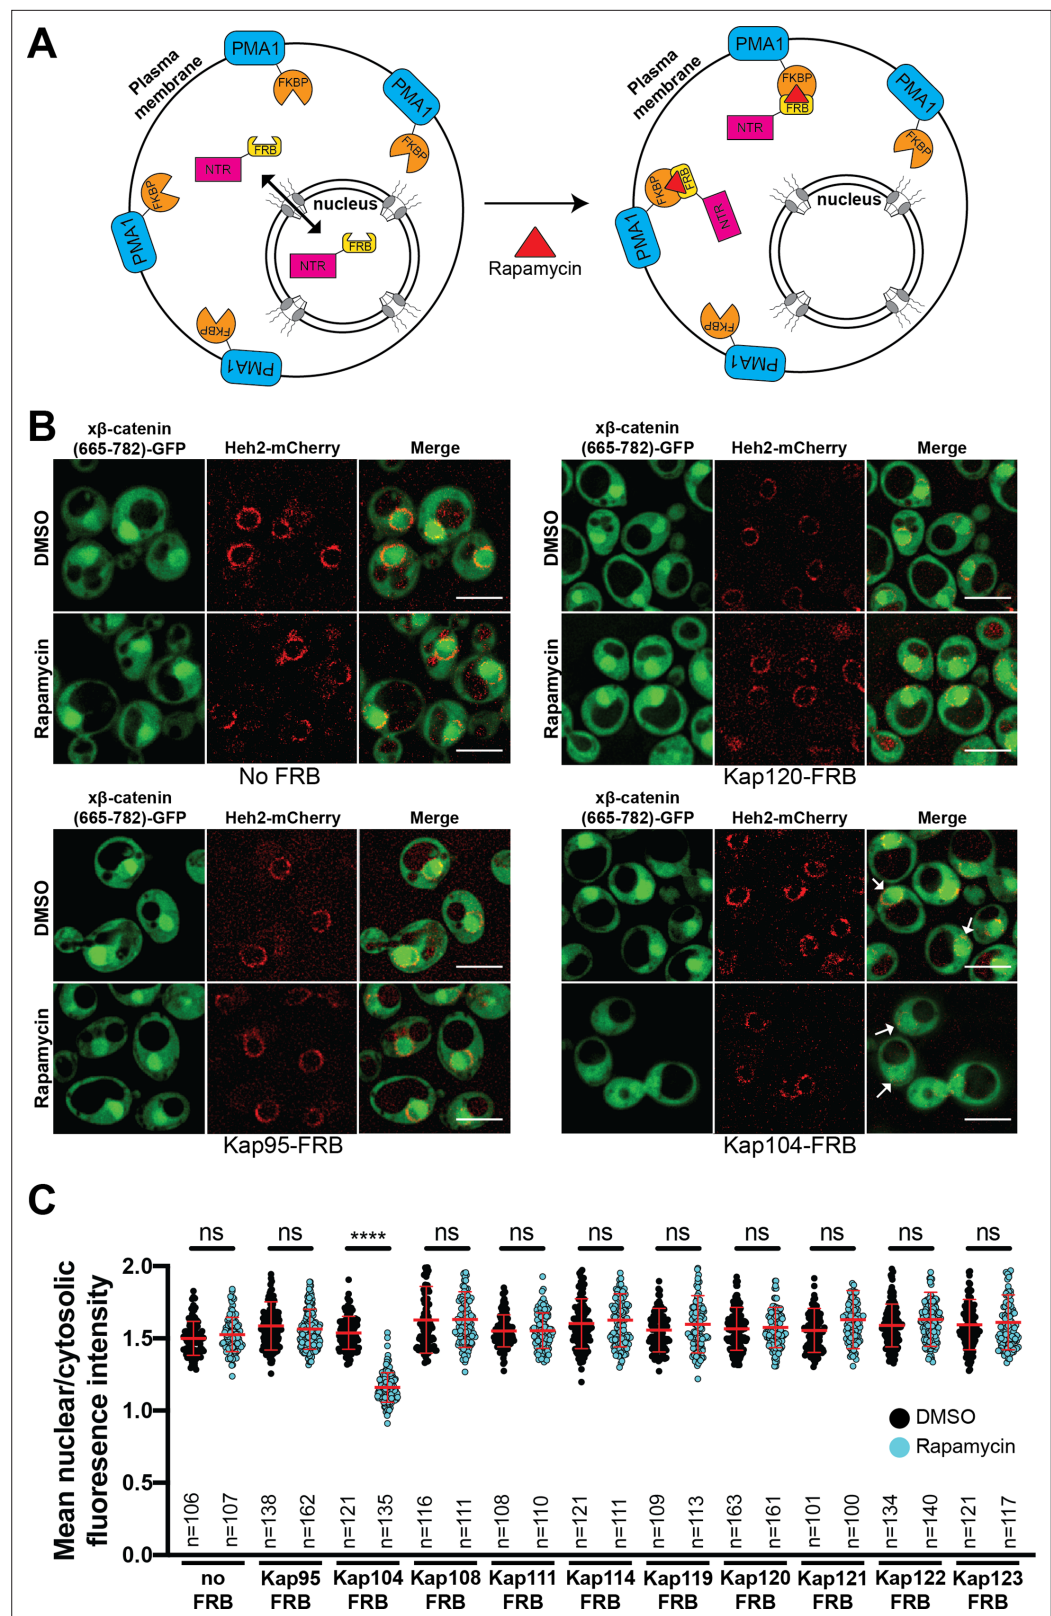 A
Plasma
membrane
PMA1
FKBP
PMA1
FKBP
FRB
NTR
FKBP
PMA1
nucleus
FRB
NTR
FKBP
PMA1
Rapamycin
Plasma
membrane
PMA1
FKBP
FRB
NTR
PMA1
FKBP
FKBP
FRB
NTR
PMA1
nucleus
FKBP
PMA1
B
xβ-catenin
(665-782)-GFP Heh2-mCherry Merge
DMSO
Rapamycin
No FRB
xβ-catenin
(665-782)-GFP Heh2-mCherry Merge
DMSO
Rapamycin
Kap120-FRB
xβ-catenin
(665-782)-GFP Heh2-mCherry Merge
DMSO
Rapamycin
Kap95-FRB
xβ-catenin
(665-782)-GFP Heh2-mCherry Merge
DMSO
Rapamycin
Kap104-FRB
C
Mean nuclear/cytosolic
fluoresence intensity
ns ns **** ns ns ns ns ns ns ns ns
2.0
1.5
1.0
0.5
0.0
DMSO
Rapamycin
n=106 n=107 n=138 n=162 n=121 n=135 n=116 n=111 n=108 n=110 n=121 n=111 n=109 n=113 n=163 n=161 n=101 n=100 n=134 n=140 n=121 n=117
no Kap95 Kap104 Kap108 Kap111 Kap114 Kap119 Kap120 Kap121 Kap122 Kap123
FRB FRB FRB FRB FRB FRB FRB FRB FRB FRB FRB